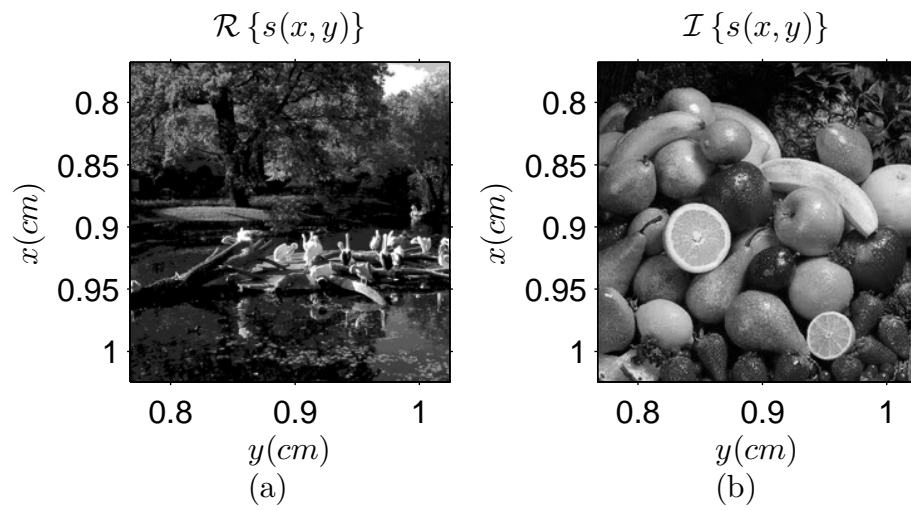 ℛ {s(x, y)}
0.8
0.85
0.9
0.95
1
x(cm)
0.8 0.9 1
y(cm)
(a)
ℐ {s(x, y)}
0.8
0.85
0.9
0.95
1
x(cm)
0.8 0.9 1
y(cm)
(b)